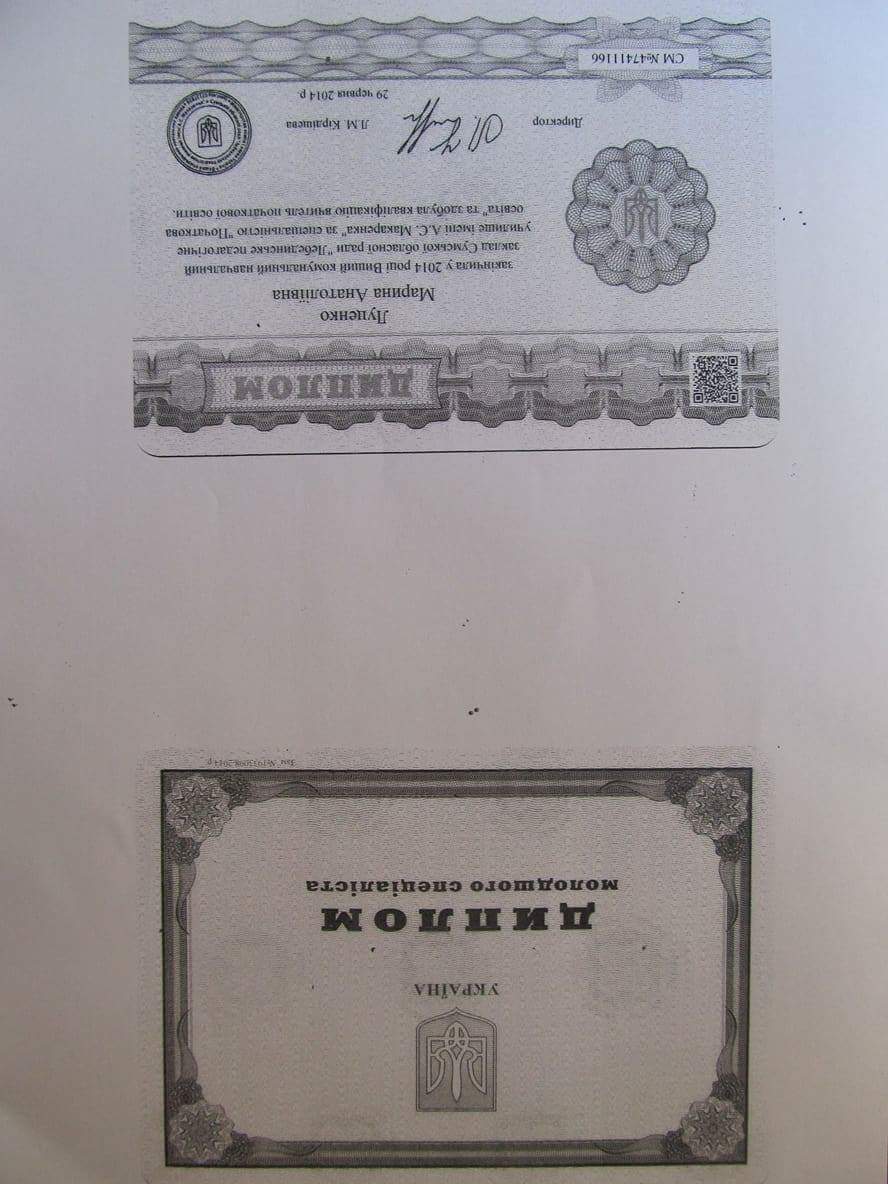 УКРАЇНА
ДИПЛОМ
молодшого спеціаліста
ДИПЛОМ
Луценко
Марина Анатоліївна
закінчила у 2014 році Вищий комунальний навчальний
заклад Сумської обласної ради "Лебединське педагогічне
училище імені А.С. Макаренка" за спеціальністю "Початкова
освіта" та здобула кваліфікацію вчитель початкової освіти.
Директор Л.М. Кірдіщева
29 червня 2014 р.
СМ №47411166